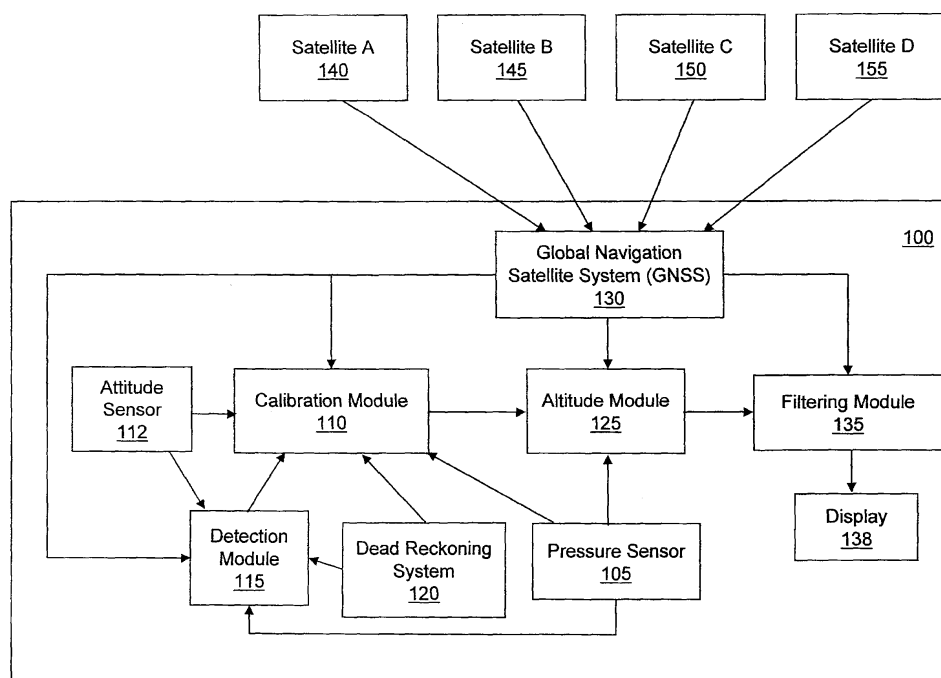 Satellite A
140
Satellite B
145
Satellite C
150
Satellite D
155
100
Global Navigation
Satellite System (GNSS)
130
Attitude
Sensor
112
Calibration Module
110
Altitude Module
125
Filtering Module
135
Detection
Module
115
Dead Reckoning
System
120
Pressure Sensor
105
Display
138